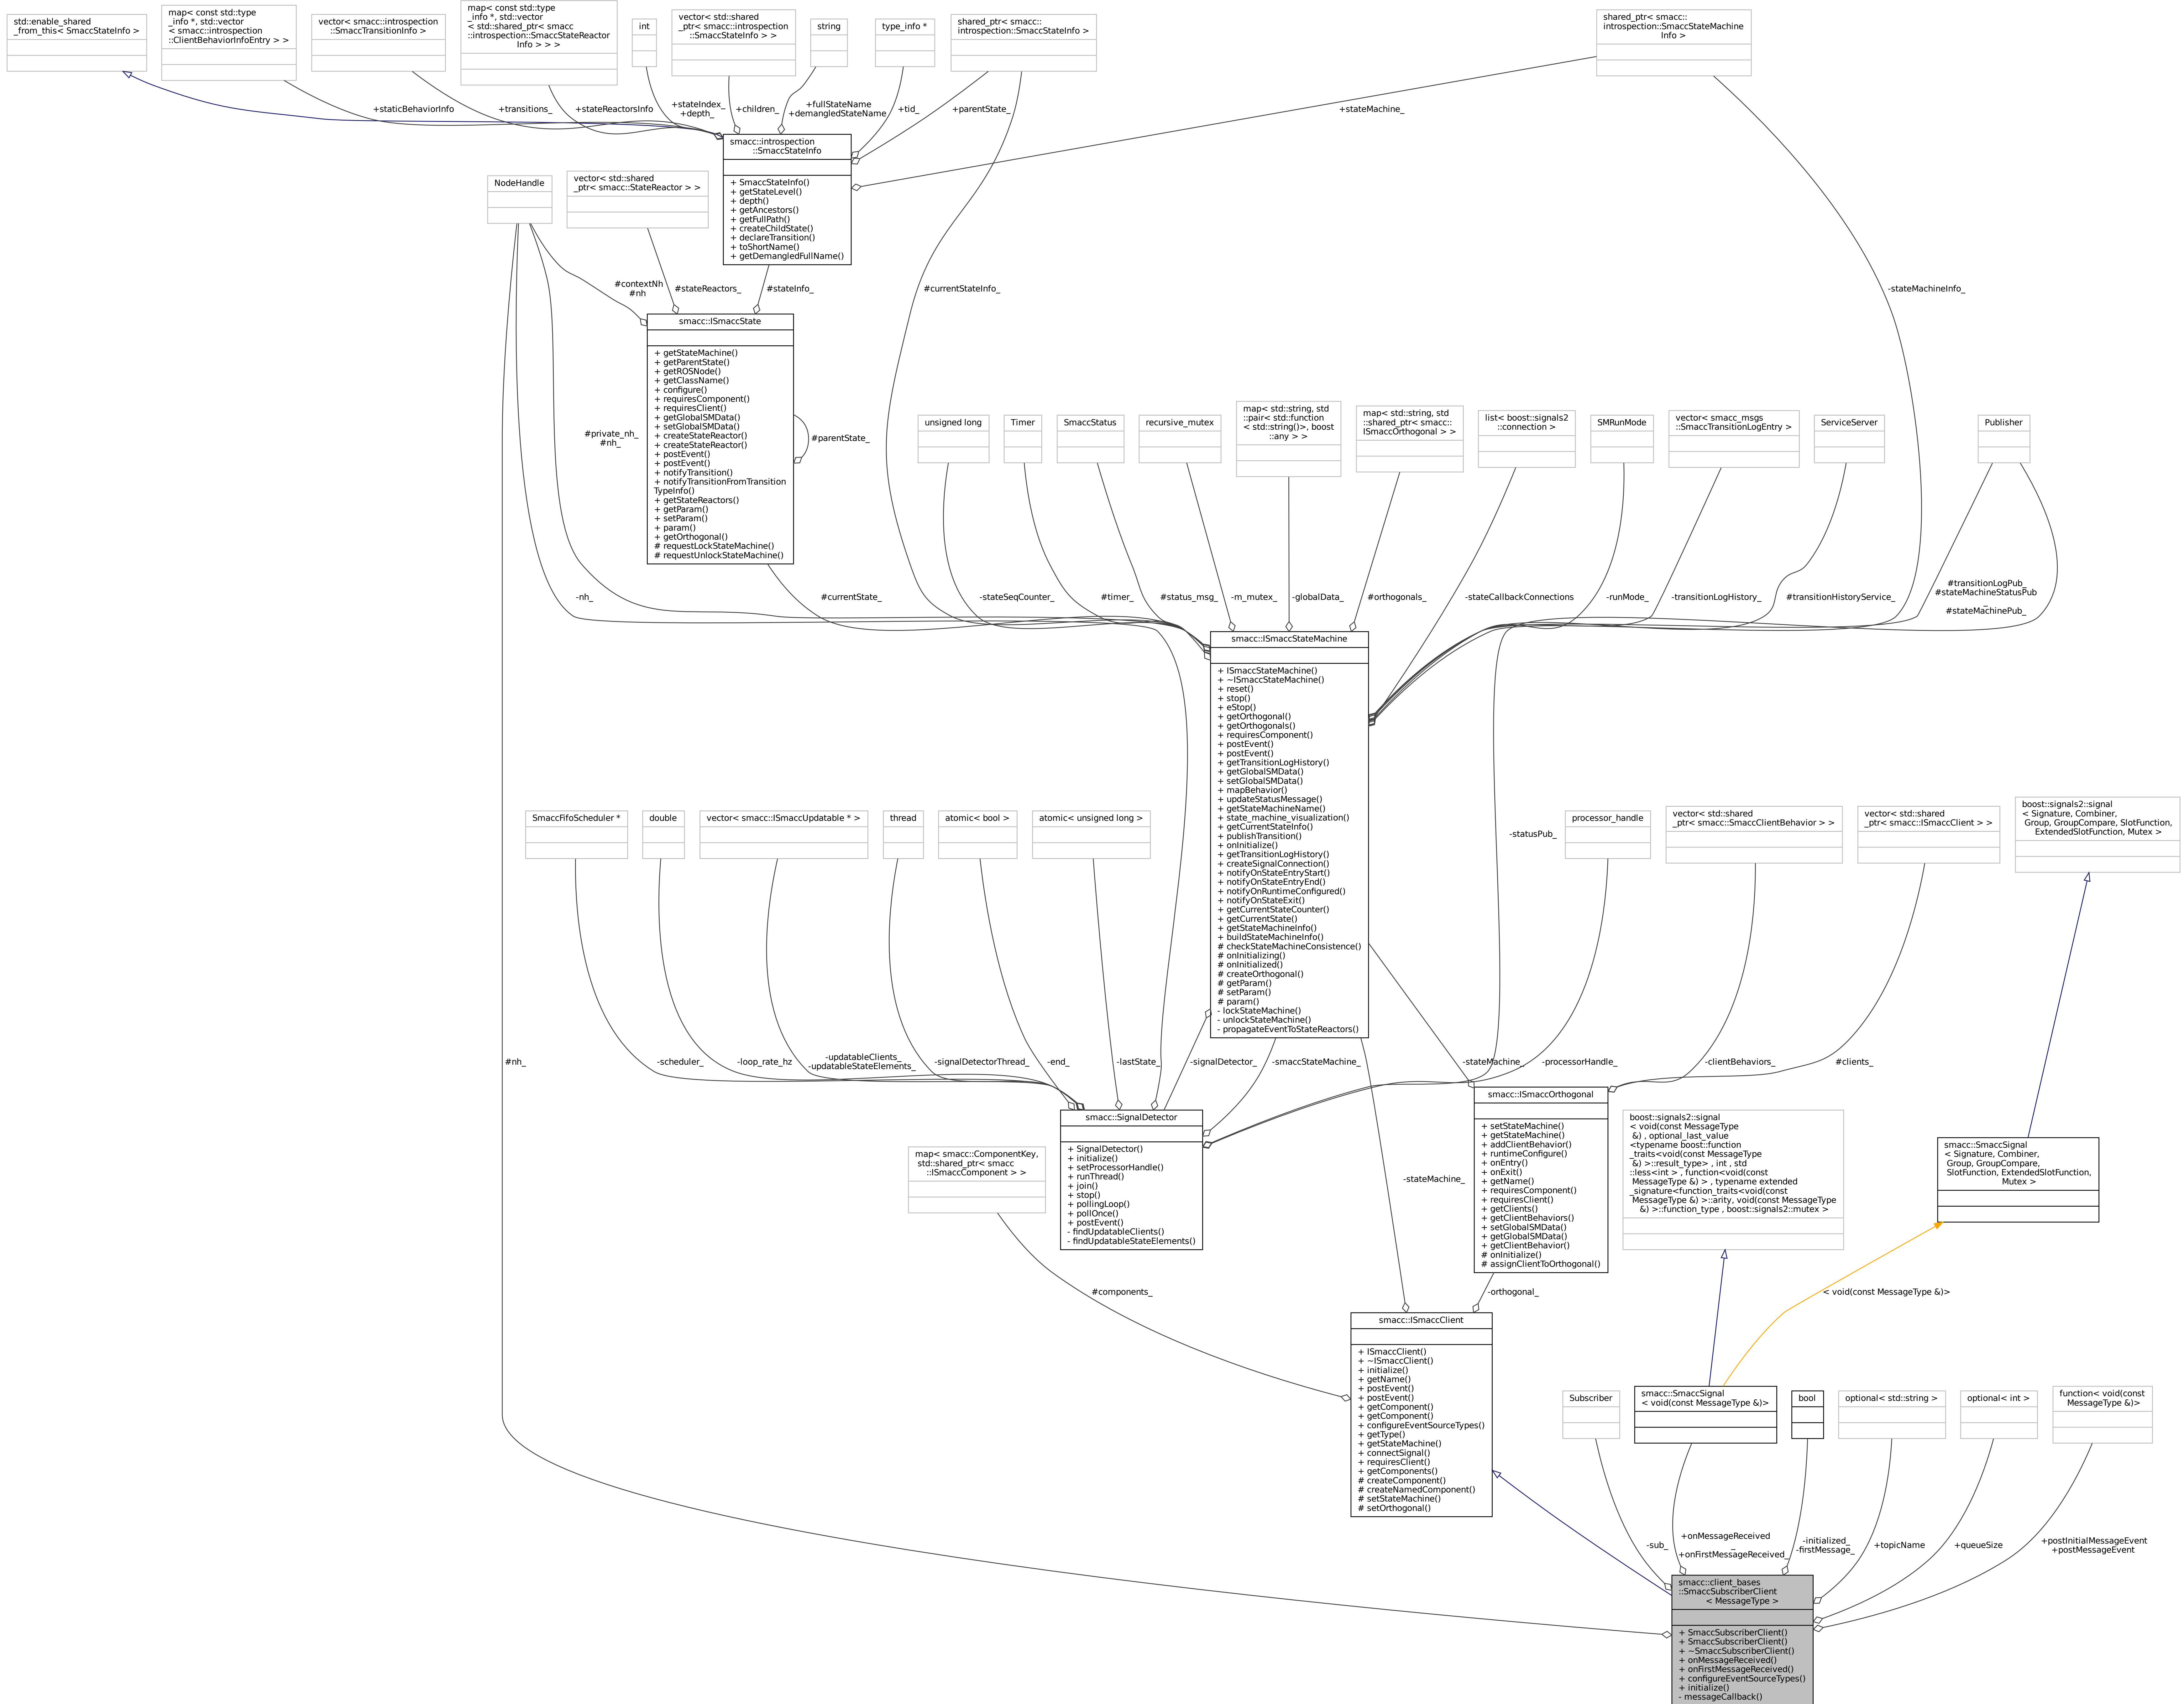 std::enable_shared
_from_this< SmaccStateInfo >
map< const std::type
_info *, std::vector
< smacc::introspection
::ClientBehaviorInfoEntry > >
vector< smacc::introspection
::SmaccTransitionInfo >
map< const std::type
_info *, std::vector
< std::shared_ptr< smacc
::introspection::SmaccStateReactor
Info > > >
int
vector< std::shared
_ptr< smacc::introspection
::SmaccStateInfo > >
string
type_info *
shared_ptr< smacc::
introspection::SmaccStateInfo >
shared_ptr< smacc::
introspection::SmaccStateMachine
Info >
+staticBehaviorInfo
+transitions_
+stateReactorsInfo
+stateIndex_
+depth_
+children_
+fullStateName
+demangledStateName
+tid_
+parentState_
+stateMachine_
smacc::introspection
::SmaccStateInfo
+ SmaccStateInfo()
+ getStateLevel()
+ depth()
+ getAncestors()
+ getFullPath()
+ createChildState()
+ declareTransition()
+ toShortName()
+ getDemangledFullName()
NodeHandle
vector< std::shared
_ptr< smacc::StateReactor > >
#contextNh
#nh
#stateReactors_
#stateInfo_
#currentStateInfo_
-stateMachineInfo_
smacc::ISmaccState
+ getStateMachine()
+ getParentState()
+ getROSNode()
+ getClassName()
+ configure()
+ requiresComponent()
+ requiresClient()
+ getGlobalSMData()
+ setGlobalSMData()
+ createStateReactor()
+ createStateReactor()
+ postEvent()
+ postEvent()
+ notifyTransition()
+ notifyTransitionFromTransition
TypeInfo()
+ getStateReactors()
+ getParam()
+ setParam()
+ param()
+ getOrthogonal()
# requestLockStateMachine()
# requestUnlockStateMachine()
#private_nh_
#nh_
#parentState_
unsigned long
Timer
SmaccStatus
recursive_mutex
map< std::string, std
::pair< std::function
< std::string()>, boost
::any > >
map< std::string, std
::shared_ptr< smacc::
ISmaccOrthogonal > >
list< boost::signals2
::connection >
SMRunMode
vector< smacc_msgs
::SmaccTransitionLogEntry >
ServiceServer
Publisher
-nh_
#currentState_
-stateSeqCounter_
#timer_
#status_msg_
-m_mutex_
-globalData_
#orthogonals_
-stateCallbackConnections
-runMode_
-transitionLogHistory_
#transitionHistoryService_
#transitionLogPub_
#stateMachineStatusPub
_
#stateMachinePub_
smacc::ISmaccStateMachine
+ ISmaccStateMachine()
+ ~ISmaccStateMachine()
+ reset()
+ stop()
+ eStop()
+ getOrthogonal()
+ getOrthogonals()
+ requiresComponent()
+ postEvent()
+ postEvent()
+ getTransitionLogHistory()
+ getGlobalSMData()
+ setGlobalSMData()
+ mapBehavior()
+ updateStatusMessage()
+ getStateMachineName()
+ state_machine_visualization()
+ getCurrentStateInfo()
+ publishTransition()
+ onInitialize()
+ getTransitionLogHistory()
+ createSignalConnection()
+ notifyOnStateEntryStart()
+ notifyOnStateEntryEnd()
+ notifyOnRuntimeConfigured()
+ notifyOnStateExit()
+ getCurrentStateCounter()
+ getCurrentState()
+ getStateMachineInfo()
+ buildStateMachineInfo()
# checkStateMachineConsistence()
# onInitializing()
# onInitialized()
# createOrthogonal()
# getParam()
# setParam()
# param()
- lockStateMachine()
- unlockStateMachine()
- propagateEventToStateReactors()
SmaccFifoScheduler *
double
vector< smacc::ISmaccUpdatable * >
thread
atomic< bool >
atomic< unsigned long >
-statusPub_
processor_handle
vector< std::shared
_ptr< smacc::SmaccClientBehavior > >
vector< std::shared
_ptr< smacc::ISmaccClient > >
boost::signals2::signal
< Signature, Combiner,
Group, GroupCompare, SlotFunction,
ExtendedSlotFunction, Mutex >
#nh_
-scheduler_
-loop_rate_hz
-updatableClients_
-updatableStateElements_
-signalDetectorThread_
-end_
-lastState_
-signalDetector_
-smaccStateMachine_
-stateMachine_
-processorHandle_
-clientBehaviors_
#clients_
smacc::SignalDetector
+ SignalDetector()
+ initialize()
+ setProcessorHandle()
+ runThread()
+ join()
+ stop()
+ pollingLoop()
+ pollOnce()
+ postEvent()
- findUpdatableClients()
- findUpdatableStateElements()
smacc::ISmaccOrthogonal
+ setStateMachine()
+ getStateMachine()
+ addClientBehavior()
+ runtimeConfigure()
+ onEntry()
+ onExit()
+ getName()
+ requiresComponent()
+ requiresClient()
+ getClients()
+ getClientBehaviors()
+ setGlobalSMData()
+ getGlobalSMData()
+ getClientBehavior()
# onInitialize()
# assignClientToOrthogonal()
boost::signals2::signal
< void(const MessageType
&) , optional_last_value
<typename boost::function
_traits<void(const MessageType
&) >::result_type> , int , std
::less<int > , function<void(const
MessageType &) > , typename extended
_signature<function_traits<void(const
MessageType &) >::arity, void(const MessageType
&) >::function_type , boost::signals2::mutex >
smacc::SmaccSignal
< Signature, Combiner,
Group, GroupCompare,
SlotFunction, ExtendedSlotFunction,
Mutex >
map< smacc::ComponentKey,
std::shared_ptr< smacc
::ISmaccComponent > >
-stateMachine_
#components_
-orthogonal_
< void(const MessageType &)>
smacc::ISmaccClient
+ ISmaccClient()
+ ~ISmaccClient()
+ initialize()
+ getName()
+ postEvent()
+ postEvent()
+ getComponent()
+ getComponent()
+ configureEventSourceTypes()
+ getType()
+ getStateMachine()
+ connectSignal()
+ requiresClient()
+ getComponents()
# createComponent()
# createNamedComponent()
# setStateMachine()
# setOrthogonal()
Subscriber
smacc::SmaccSignal
< void(const MessageType &)>
bool
optional< std::string >
optional< int >
function< void(const
MessageType &)>
-sub_
+onMessageReceived
_
+onFirstMessageReceived_
-initialized_
-firstMessage_
+topicName
+queueSize
+postInitialMessageEvent
+postMessageEvent
smacc::client_bases
::SmaccSubscriberClient
< MessageType >
+ SmaccSubscriberClient()
+ SmaccSubscriberClient()
+ ~SmaccSubscriberClient()
+ onMessageReceived()
+ onFirstMessageReceived()
+ configureEventSourceTypes()
+ initialize()
- messageCallback()